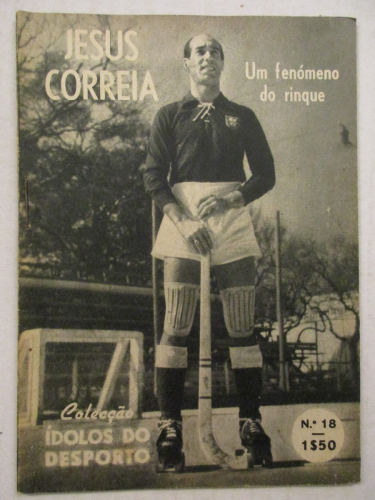 JESUS
CORREIA
Um fenómeno
do rinque
Colecção
ÍDOLOS DO
DESPORTO
N.º 18
1$50